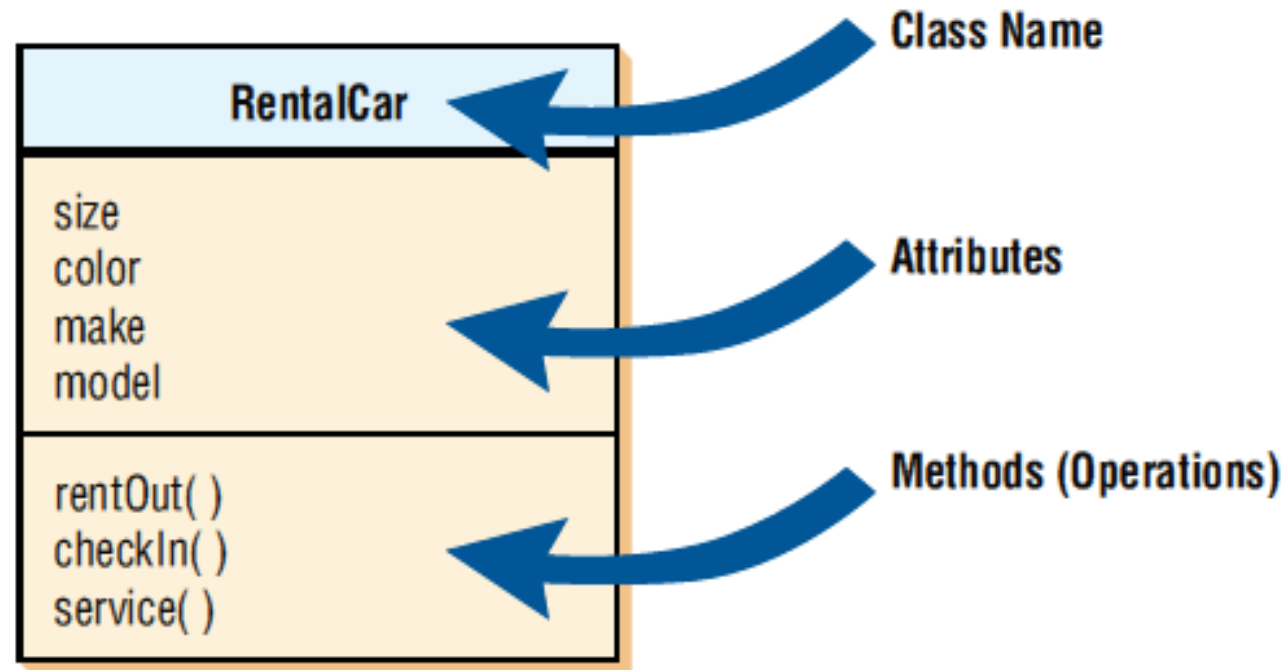 Class Name
RentalCar
size
color
make
model
Attributes
rentOut( )
checkIn( )
service( )
Methods (Operations)